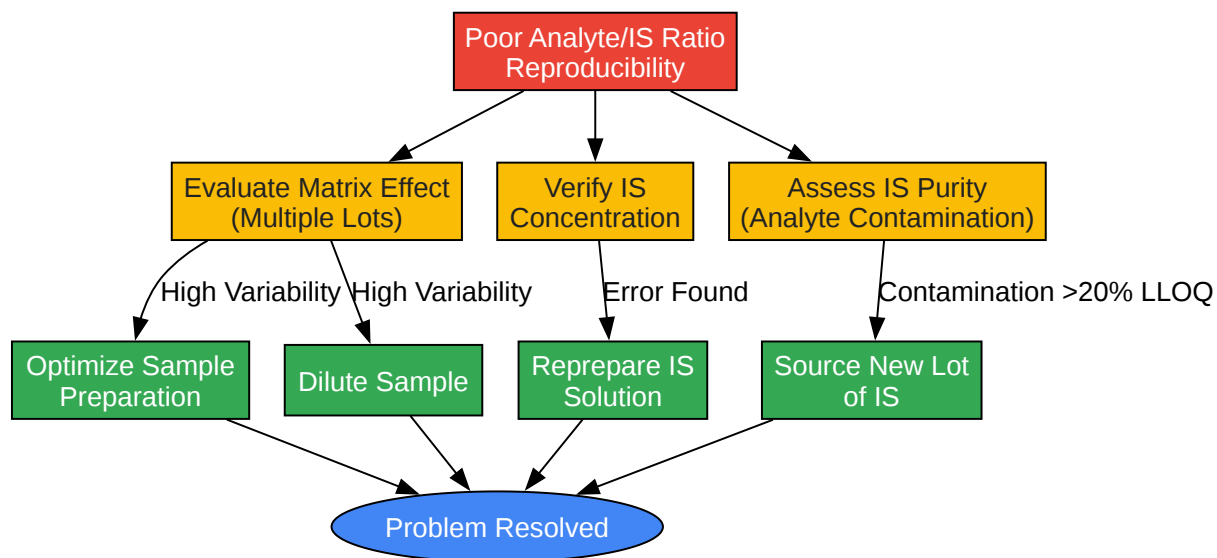 Poor Analyte/IS Ratio
Reproducibility
Evaluate Matrix Effect
(Multiple Lots)
Verify IS
Concentration
Assess IS Purity
(Analyte Contamination)
High Variability
High Variability
Error Found
Contamination >20% LLOQ
Optimize Sample
Preparation
Dilute Sample
Reprepare IS
Solution
Source New Lot
of IS
Problem Resolved